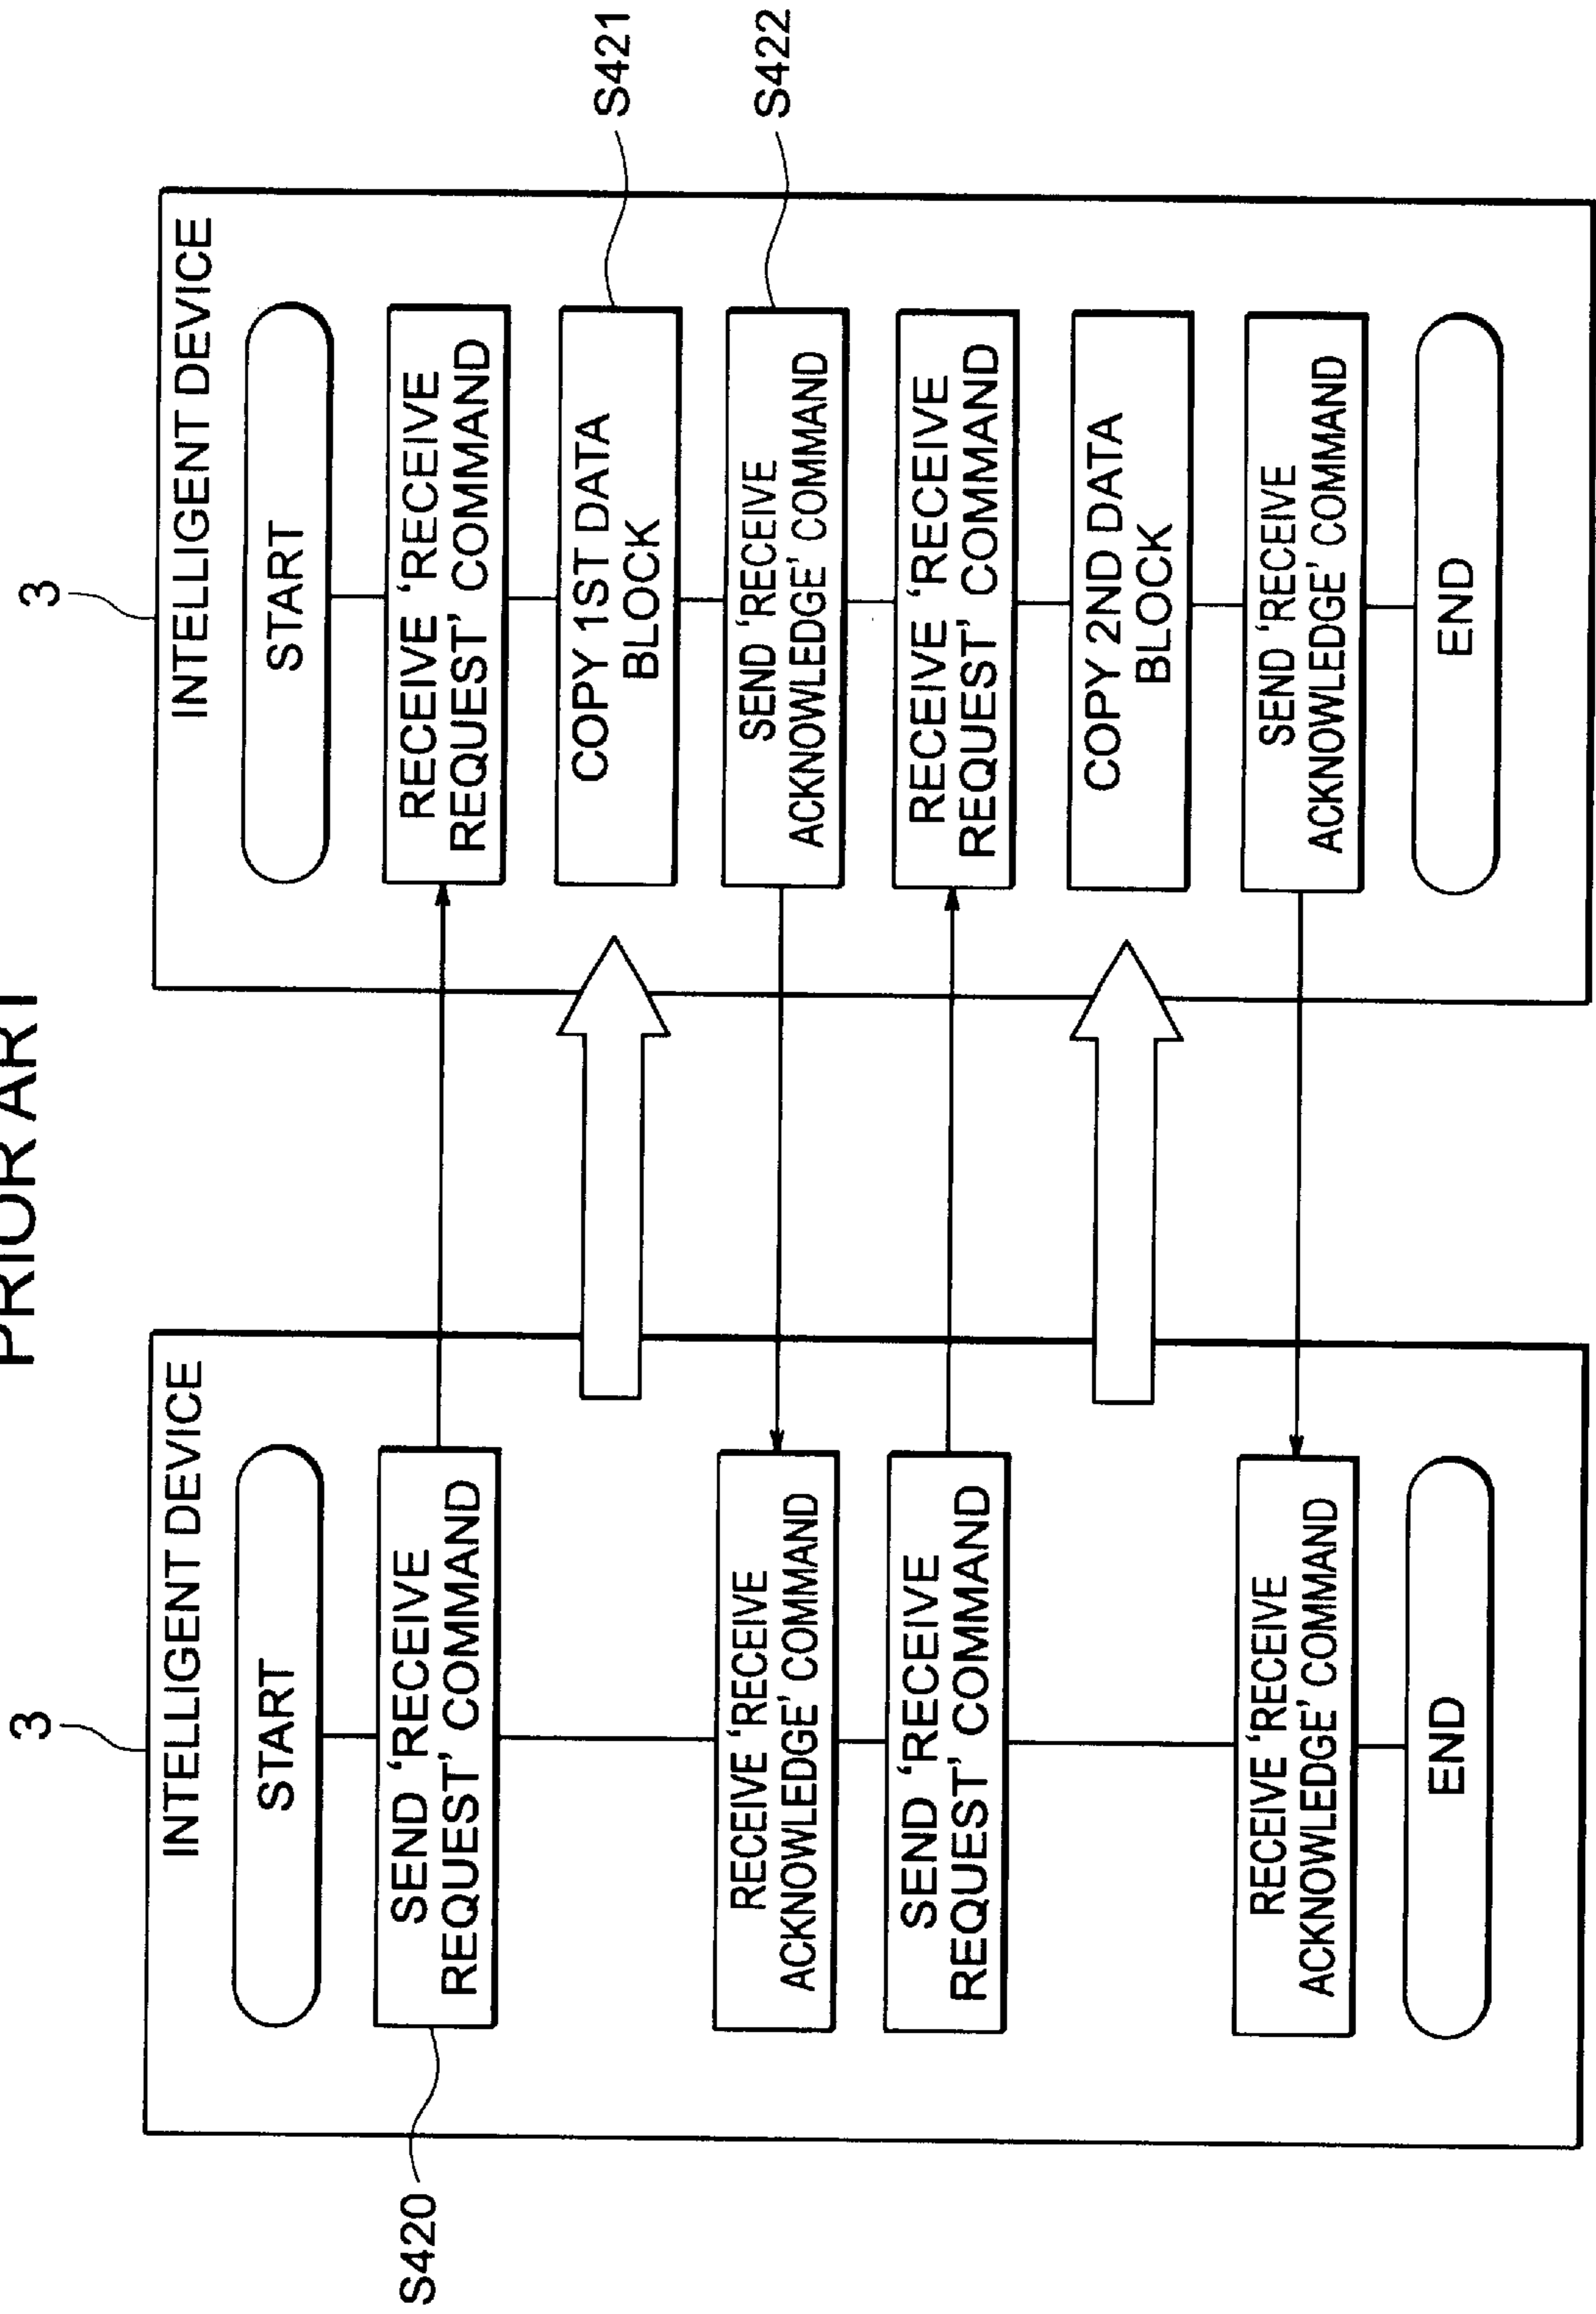 PRIOR ART
3
INTELLIGENT DEVICE
START
S420
SEND ‘RECEIVE
REQUEST’ COMMAND
RECEIVE ‘RECEIVE
ACKNOWLEDGE’ COMMAND
SEND ‘RECEIVE
REQUEST’ COMMAND
RECEIVE ‘RECEIVE
ACKNOWLEDGE’ COMMAND
END
3
INTELLIGENT DEVICE
START
RECEIVE ‘RECEIVE
REQUEST’ COMMAND
COPY 1ST DATA
BLOCK
S421
SEND ‘RECEIVE
ACKNOWLEDGE’ COMMAND
S422
RECEIVE ‘RECEIVE
REQUEST’ COMMAND
COPY 2ND DATA
BLOCK
SEND ‘RECEIVE
ACKNOWLEDGE’ COMMAND
END